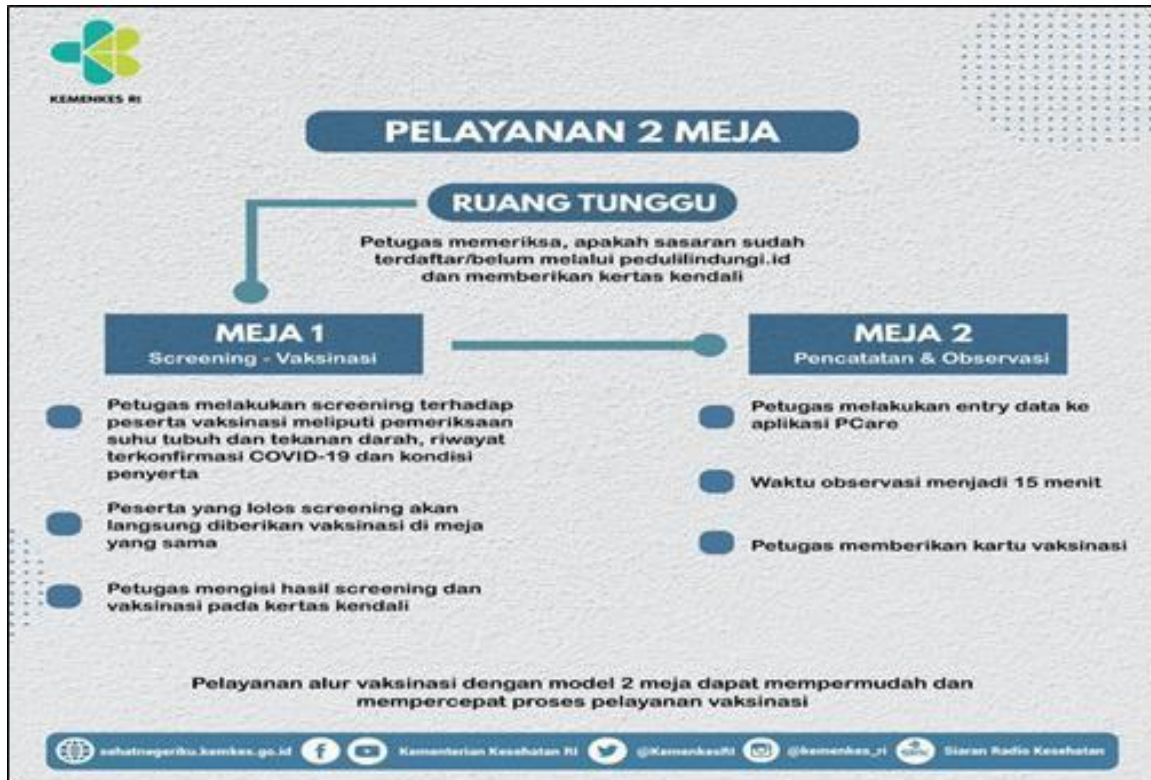 KEMENKES RI
PELAYANAN 2 MEJA
RUANG TUNGGU
Petugas memeriksa, apakah sasaran sudah
terdaftar/belum melalui pedulilindungi.id
dan memberikan kertas kendali
MEJA 1
Screening - Vaksinasi
Petugas melakukan screening terhadap
peserta vaksinasi meliputi pemeriksaan
suhu tubuh dan tekanan darah, riwayat
terkonfirmasi COVID-19 dan kondisi
penyerta
Peserta yang lolos screening akan
langsung diberikan vaksinasi di meja
yang sama
Petugas mengisi hasil screening dan
vaksinasi pada kertas kendali
MEJA 2
Pencatatan & Observasi
Petugas melakukan entry data ke
aplikasi PCare
Waktu observasi menjadi 15 menit
Petugas memberikan kartu vaksinasi
Pelayanan alur vaksinasi dengan model 2 meja dapat mempermudah dan
mempercepat proses pelayanan vaksinasi
sehatnegeriku.kemkes.go.id Kementerian Kesehatan RI @KemenkesRI @kemenkes_ri Siaran Radio Kesehatan